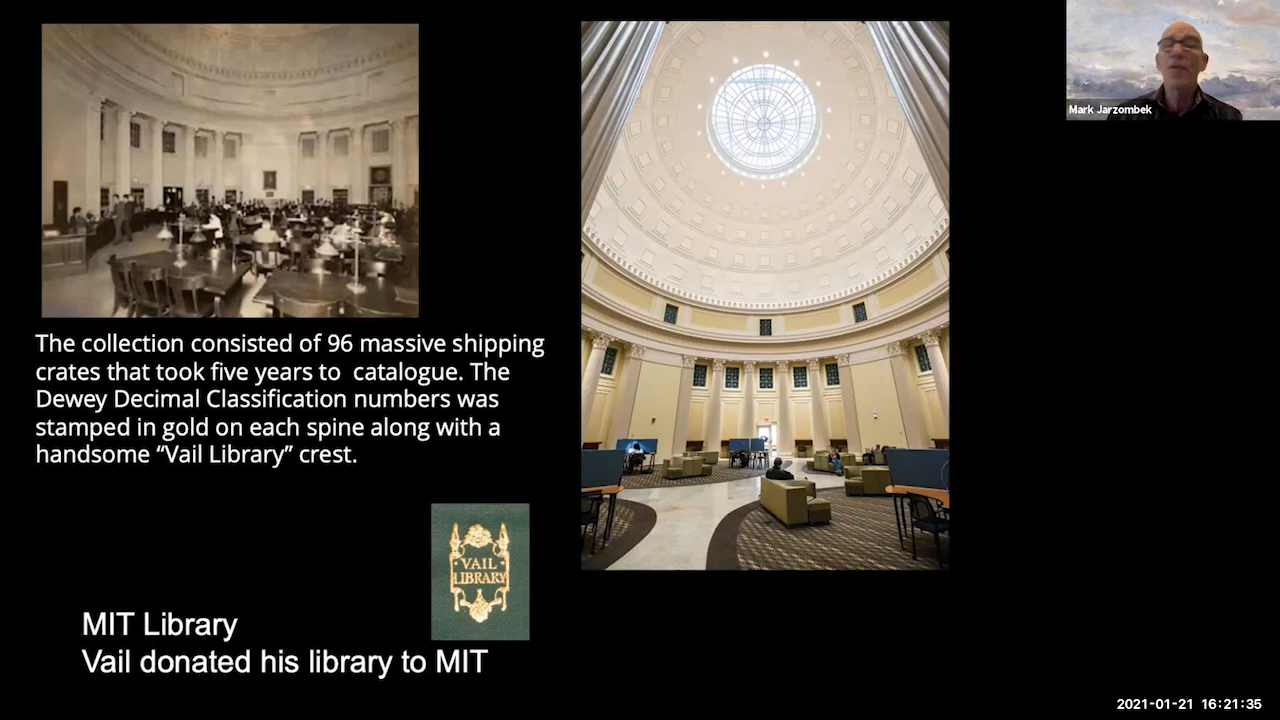 Mark Jarzombek
The collection consisted of 96 massive shipping
crates that took five years to  catalogue. The
Dewey Decimal Classification numbers was
stamped in gold on each spine along with a
handsome “Vail Library” crest.
VAIL
LIBRARY
MIT Library
Vail donated his library to MIT
2021-01-21 16:21:35